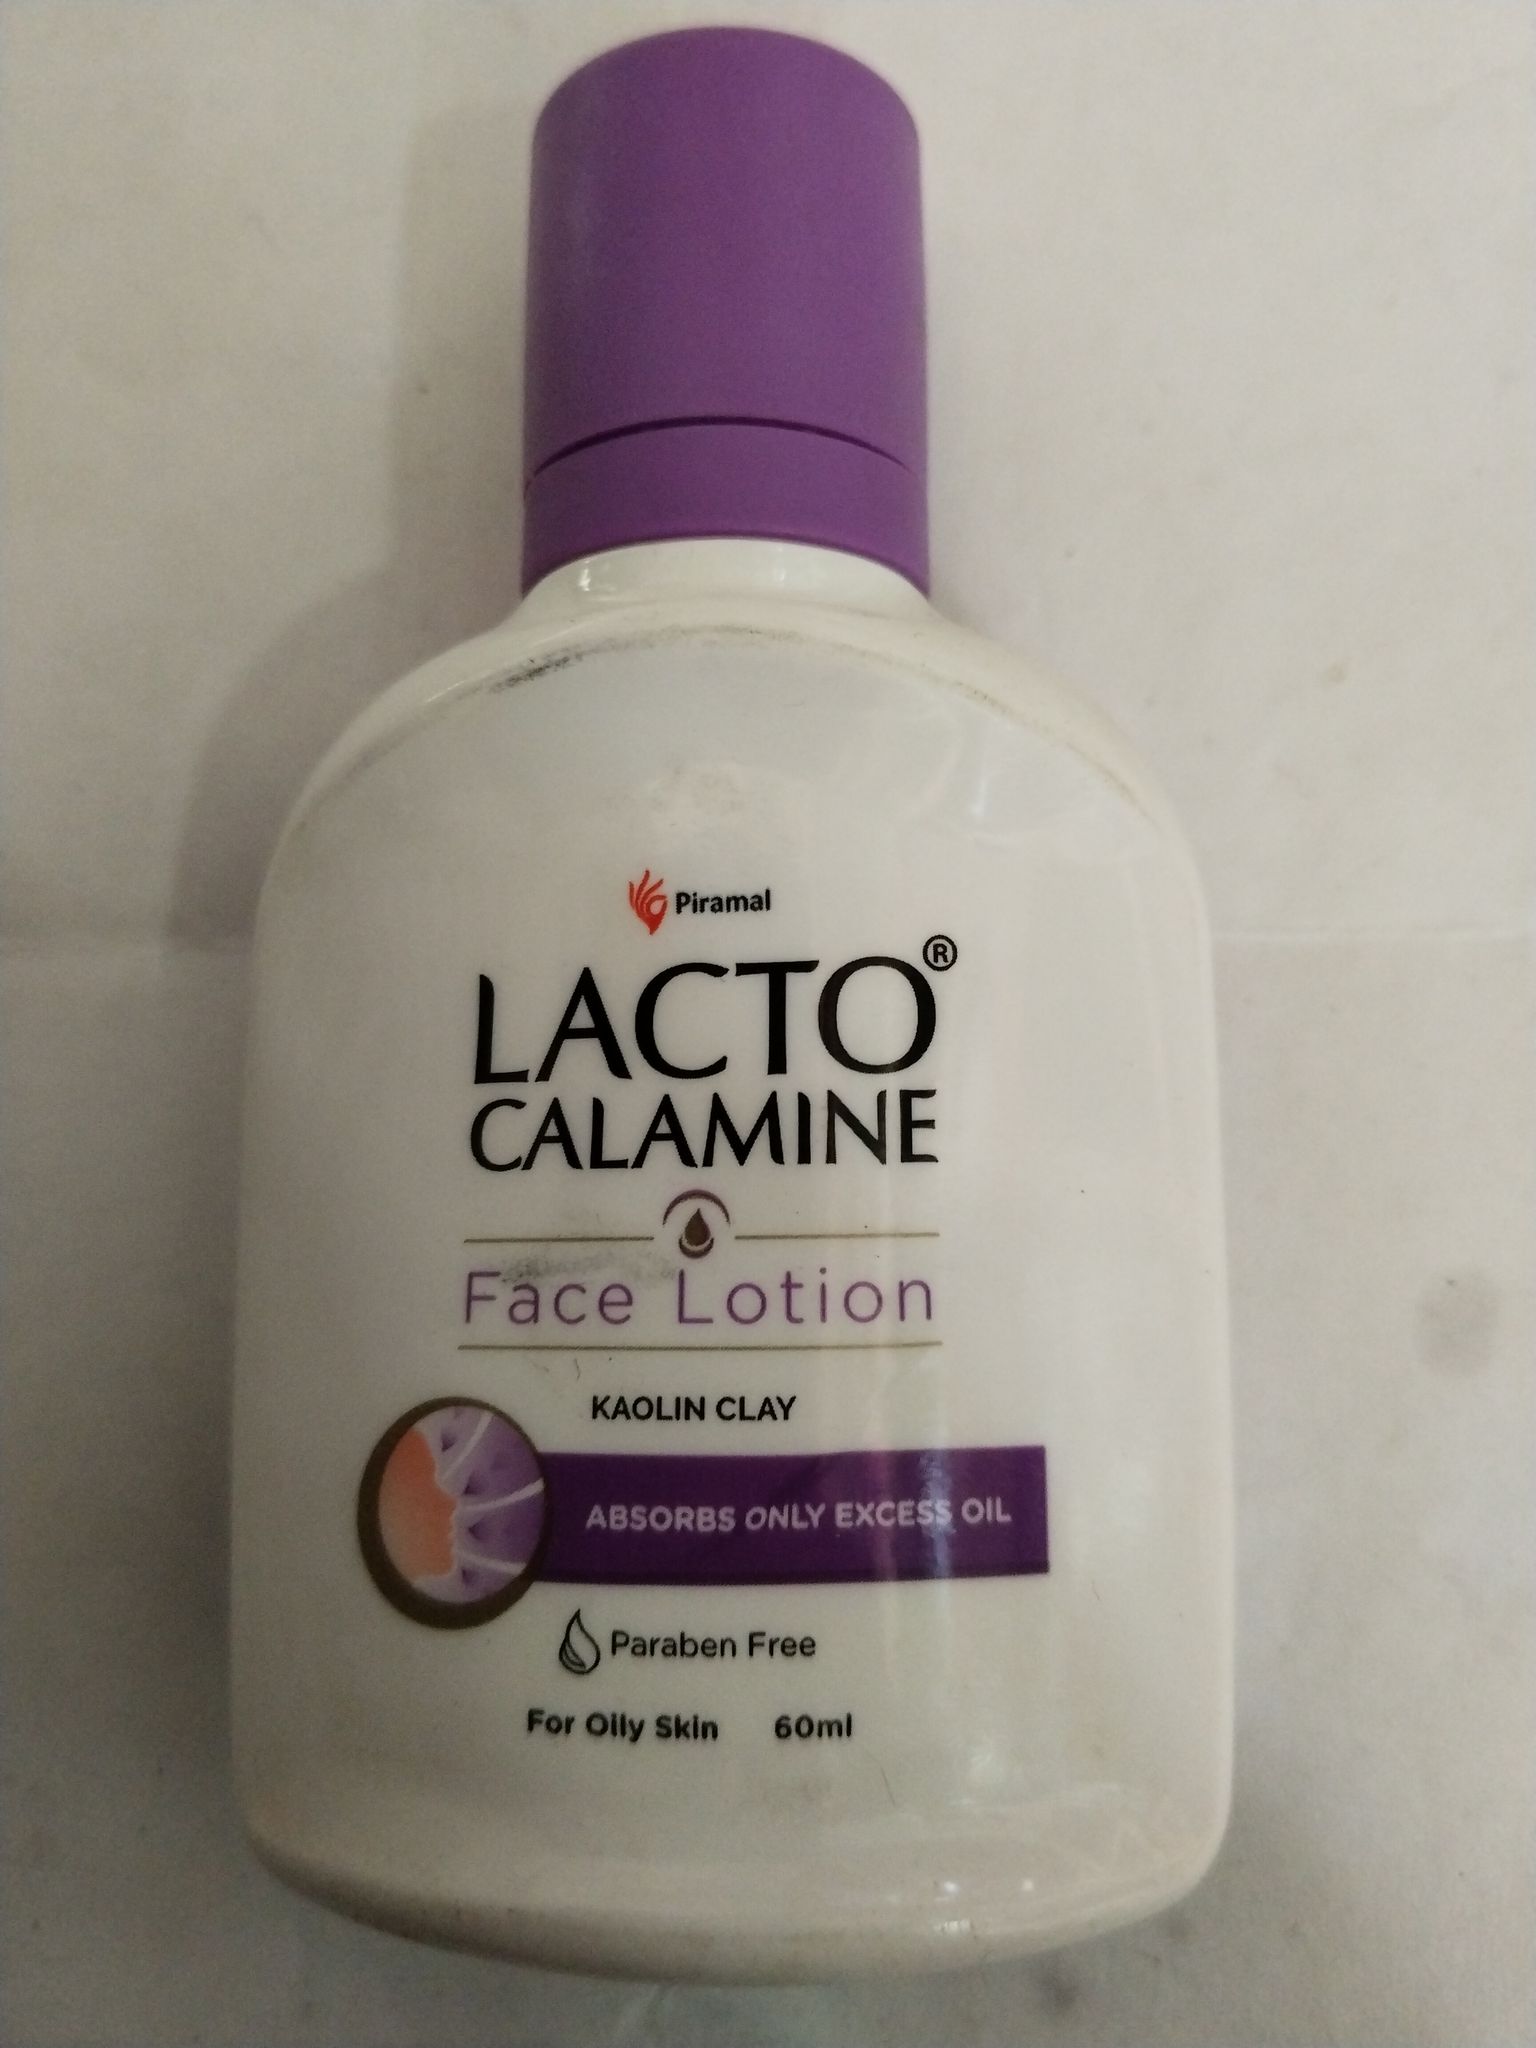 Piramal
LACTO®
CALAMINE
Face Lotion
KAOLIN CLAY
ABSORBS ONLY EXCESS OIL
Paraben Free
For Oily Skin 60ml